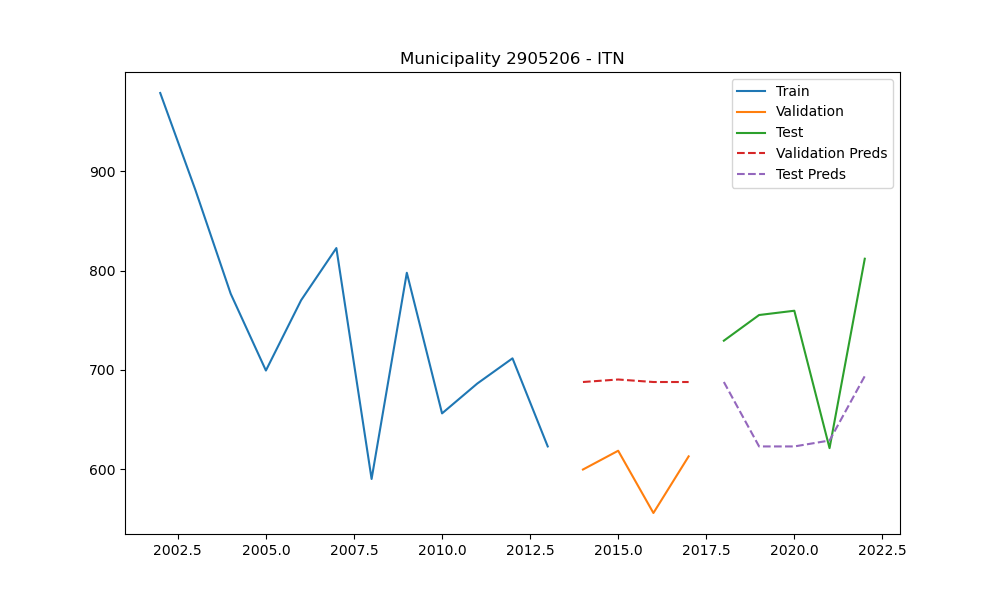 Municipality 2905206 - ITN
Train
Validation
Test
Validation Preds
Test Preds
900
800
700
600
2002.5 2005.0 2007.5 2010.0 2012.5 2015.0 2017.5 2020.0 2022.5